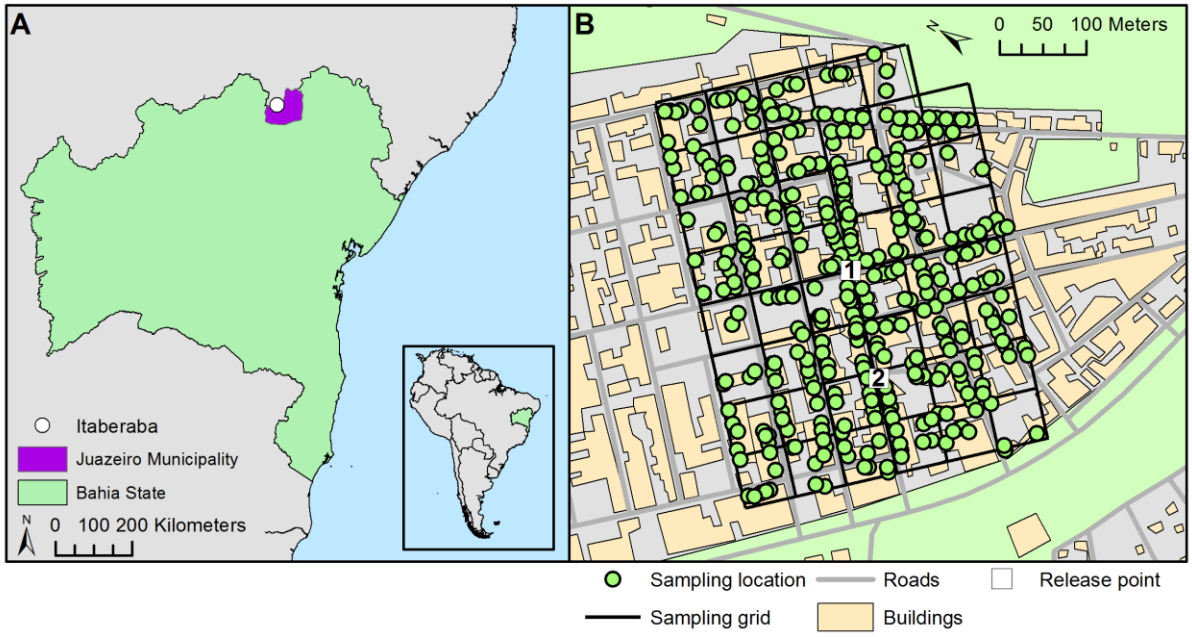 A
Itaberaba
Juazeiro Municipality
Bahia State
N
0 100 200 Kilometers
B
N
0 50 100 Meters
1
2
Sampling location
Roads
Release point
Sampling grid
Buildings